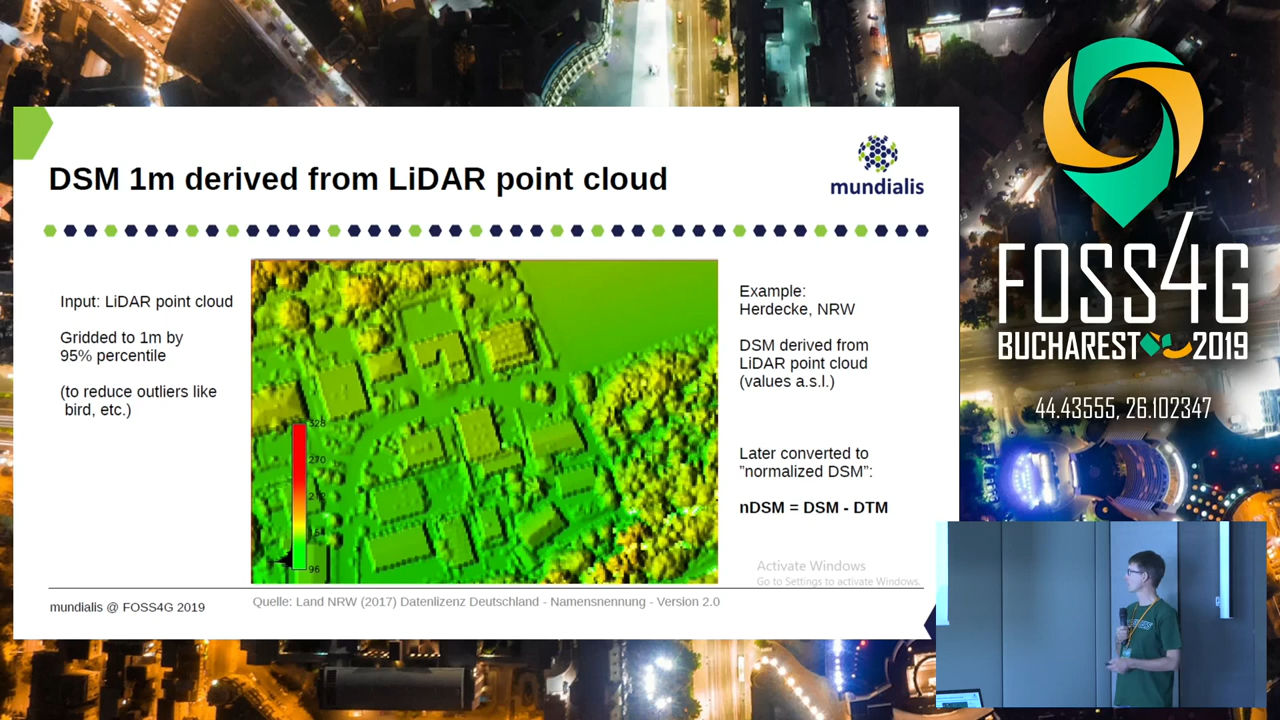 DSM 1m derived from LiDAR point cloud
mundialis
Input: LiDAR point cloud
Gridded to 1m by
95% percentile
(to reduce outliers like
bird, etc.)
328
270
96
Example:
Herdecke, NRW
DSM derived from
LiDAR point cloud
(values a.s.l.)
Later converted to
”normalized DSM”:
nDSM = DSM - DTM
Activate Windows
Go to Settings to activate Windows.
mundialis @ FOSS4G 2019
Quelle: Land NRW (2017) Datenlizenz Deutschland - Namensnennung - Version 2.0
FOSS4G
BUCHAREST 2019
44.43555, 26.102347